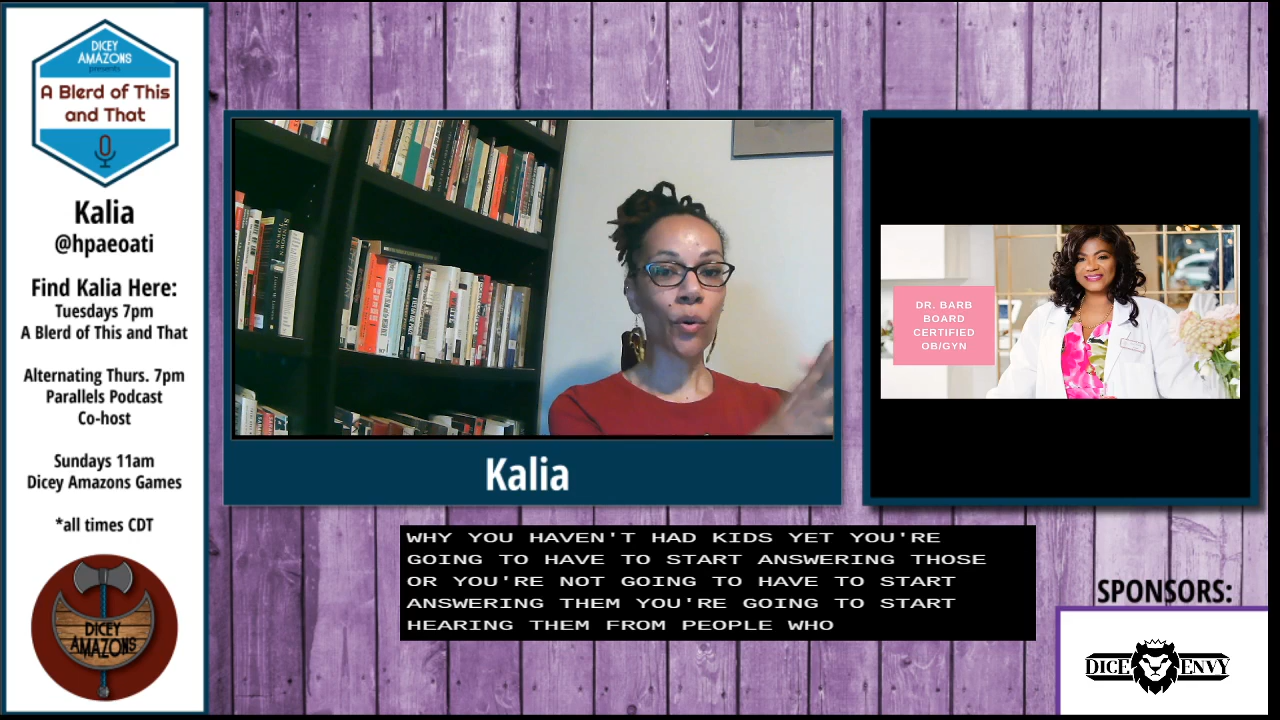 DICEY
AMAZONS
presents
A Blerd of This
and That
Kalia
@hpaeoati
Find Kalia Here:
Tuesdays 7pm
A Blerd of This and That
Alternating Thurs. 7pm
Parallels Podcast
Co-host
Sundays 11am
Dicey Amazons Games
*all times CDT
DICEY
AMAZONS
Kalia
DR. BARB
BOARD
CERTIFIED
OB/GYN
WHY YOU HAVEN'T HAD KIDS YET YOU'RE
GOING TO HAVE TO START ANSWERING THOSE
OR YOU'RE NOT GOING TO HAVE TO START
ANSWERING THEM YOU'RE GOING TO START
HEARING THEM FROM PEOPLE WHO
SPONSORS:
DICE ENVY